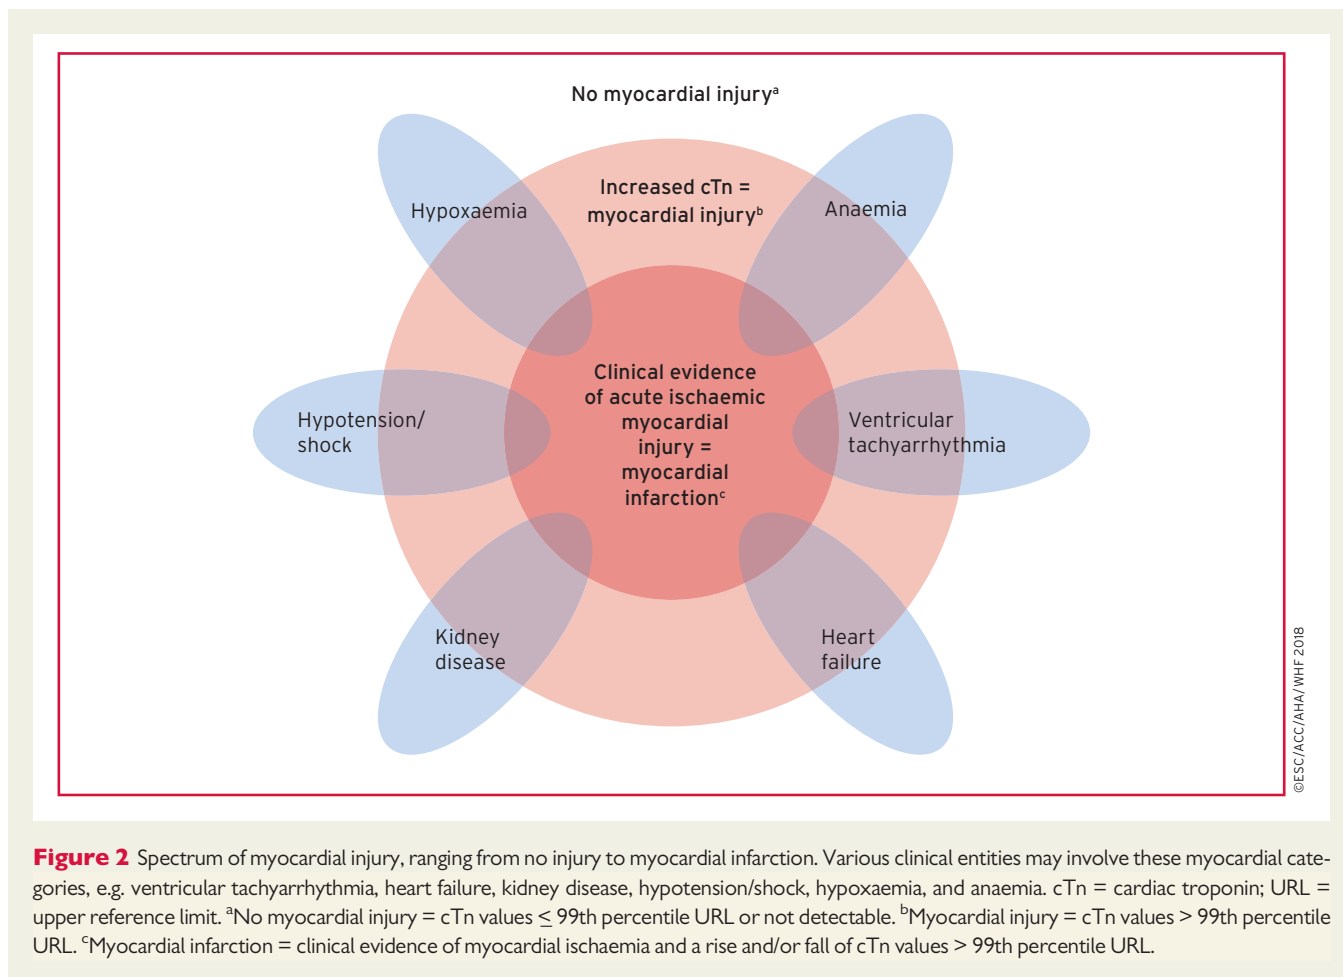 No myocardial injuryᵃ
Increased cTn =
myocardial injuryᵇ
Hypoxaemia
Anaemia
Clinical evidence
of acute ischaemic
myocardial
injury =
myocardial
infarctionᶜ
Hypotension/
shock
Ventricular
tachyarrhythmia
Kidney
disease
Heart
failure
©ESC/ACC/AHA/WHF 2018
Figure 2 Spectrum of myocardial injury, ranging from no injury to myocardial infarction. Various clinical entities may involve these myocardial cate-
gories, e.g. ventricular tachyarrhythmia, heart failure, kidney disease, hypotension/shock, hypoxaemia, and anaemia. cTn = cardiac troponin; URL =
upper reference limit. ᵃNo myocardial injury = cTn values ≤ 99th percentile URL or not detectable. ᵇMyocardial injury = cTn values > 99th percentile
URL. ᶜMyocardial infarction = clinical evidence of myocardial ischaemia and a rise and/or fall of cTn values > 99th percentile URL.